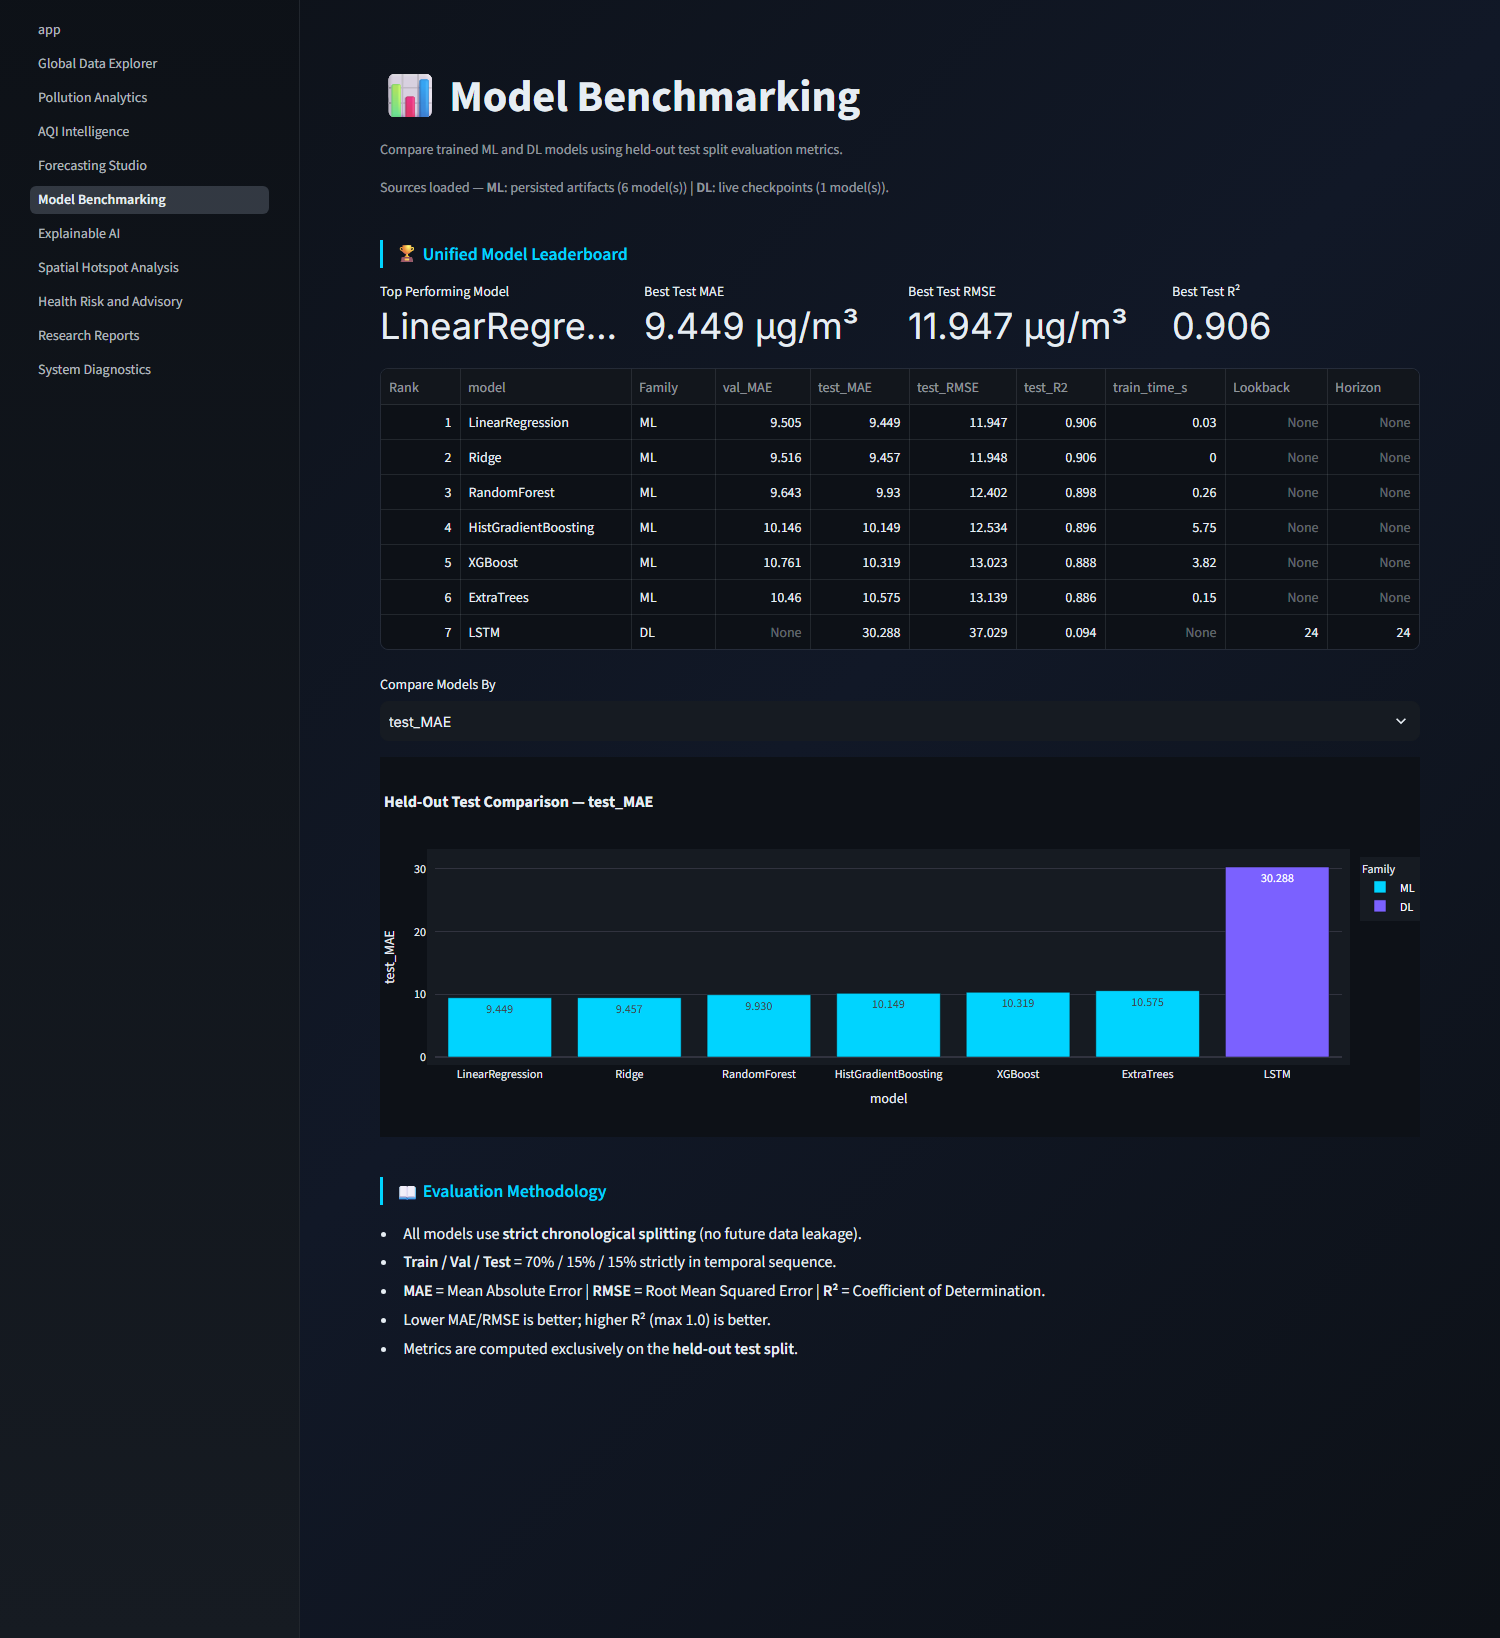 app
Global Data Explorer
Pollution Analytics
AQI Intelligence
Forecasting Studio
Model Benchmarking
Explainable AI
Spatial Hotspot Analysis
Health Risk and Advisory
Research Reports
System Diagnostics
Model Benchmarking
Compare trained ML and DL models using held-out test split evaluation metrics.
Sources loaded — ML: persisted artifacts (6 model(s)) | DL: live checkpoints (1 model(s)).
Unified Model Leaderboard
Top Performing Model Best Test MAE Best Test RMSE Best Test R²
LinearRegre... 9.449 µg/m³ 11.947 µg/m³ 0.906
Rank model Family val_MAE test_MAE test_RMSE test_R2 train_time_s Lookback Horizon
1 LinearRegression ML 9.505 9.449 11.947 0.906 0.03 None None
2 Ridge ML 9.516 9.457 11.948 0.906 0 None None
3 RandomForest ML 9.643 9.93 12.402 0.898 0.26 None None
4 HistGradientBoosting ML 10.146 10.149 12.534 0.896 5.75 None None
5 XGBoost ML 10.761 10.319 13.023 0.888 3.82 None None
6 ExtraTrees ML 10.46 10.575 13.139 0.886 0.15 None None
7 LSTM DL None 30.288 37.029 0.094 None 24 24
Compare Models By
test_MAE
Held-Out Test Comparison — test_MAE
30
20
10
0
test_MAE
9.449 9.457 9.930 10.149 10.319 10.575 30.288
LinearRegression Ridge RandomForest HistGradientBoosting XGBoost ExtraTrees LSTM
model
Family
ML
DL
Evaluation Methodology
• All models use strict chronological splitting (no future data leakage).
• Train / Val / Test = 70% / 15% / 15% strictly in temporal sequence.
• MAE = Mean Absolute Error | RMSE = Root Mean Squared Error | R² = Coefficient of Determination.
• Lower MAE/RMSE is better; higher R² (max 1.0) is better.
• Metrics are computed exclusively on the held-out test split.